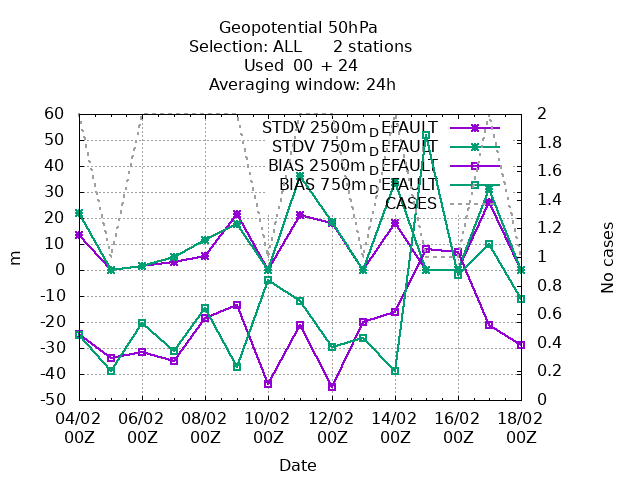 Geopotential 50hPa
Selection: ALL 2 stations
Used 00 + 24
Averaging window: 24h
STDV 2500m_DEFAULT
STDV 750m_DEFAULT
BIAS 2500m_DEFAULT
BIAS 750m_DEFAULT
CASES
60
50
40
30
20
10
0
-10
-20
-30
-40
-50
m
2
1.8
1.6
1.4
1.2
1
0.8
0.6
0.4
0.2
0
No cases
04/02 06/02 08/02 10/02 12/02 14/02 16/02 18/02
00Z 00Z 00Z 00Z 00Z 00Z 00Z 00Z
Date